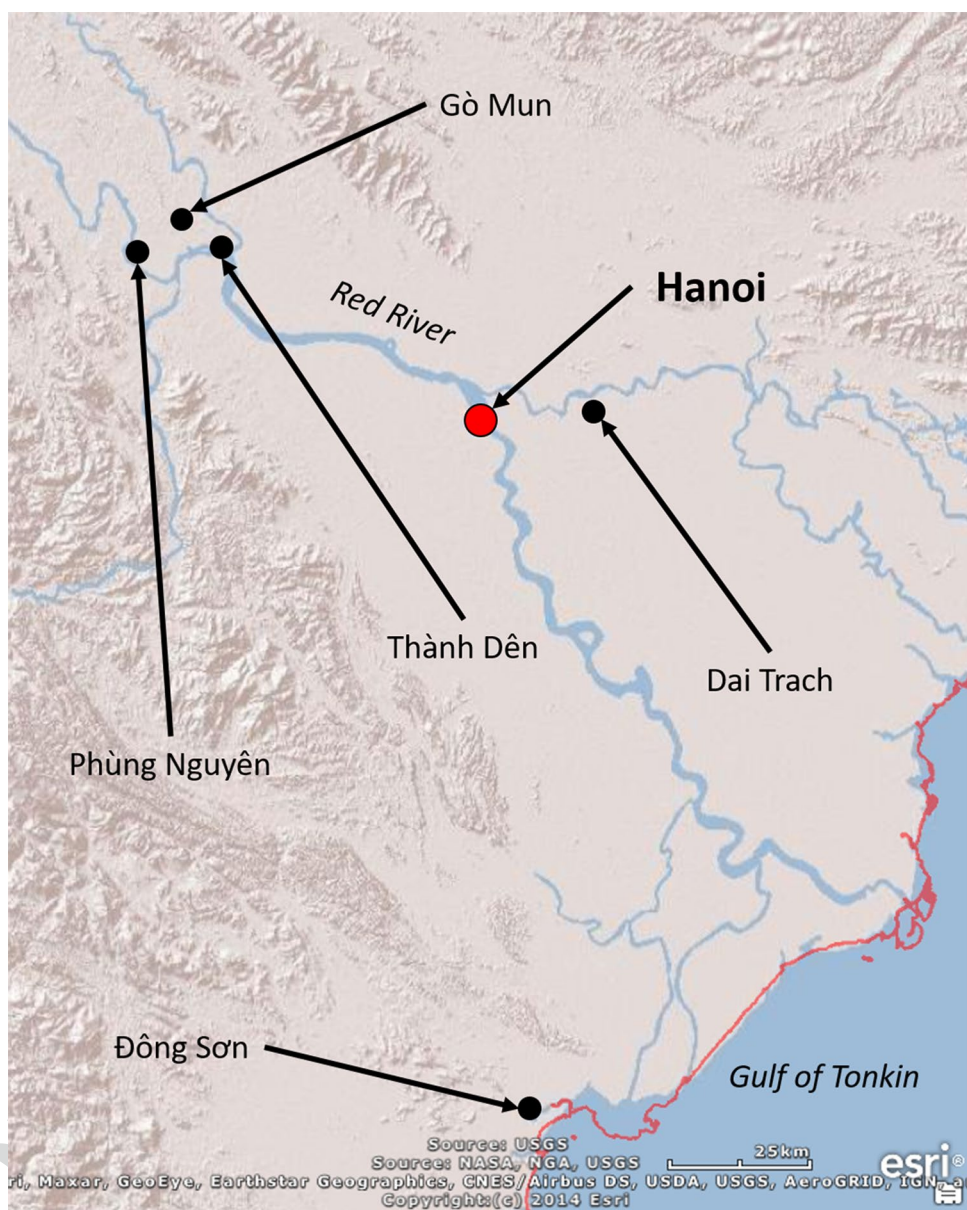 Gò Mun
Hanoi
Red River
Thành Dên
Dai Trach
Phùng Nguyên
Đông Sơn
Gulf of Tonkin
Source: USGS
Source: NASA, NGA, USGS
25km
esri®
ri, Maxar, GeoEye, Earthstar Geographics, CNES/Airbus DS, USDA, USGS, AeroGRID, IGN, a
Copyright:(c) 2014 Esri